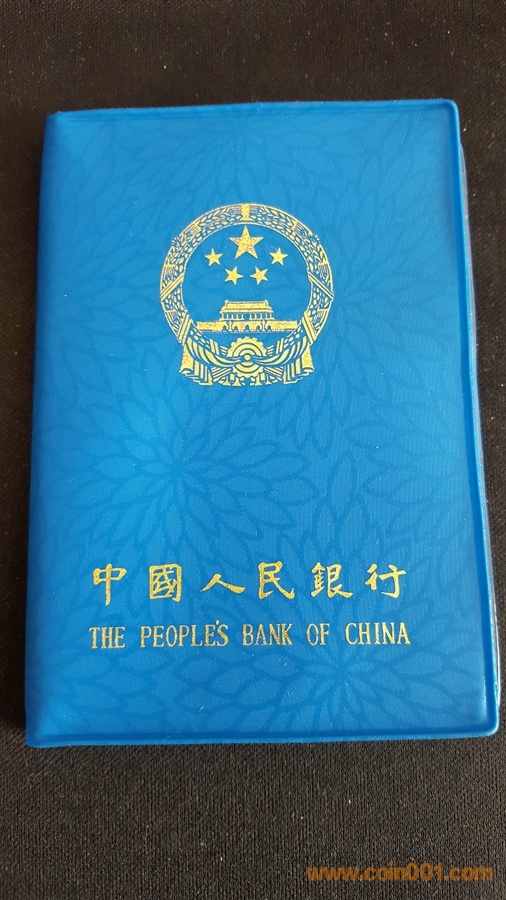 中國人民銀行
THE PEOPLE'S BANK OF CHINA
www.coin001.com